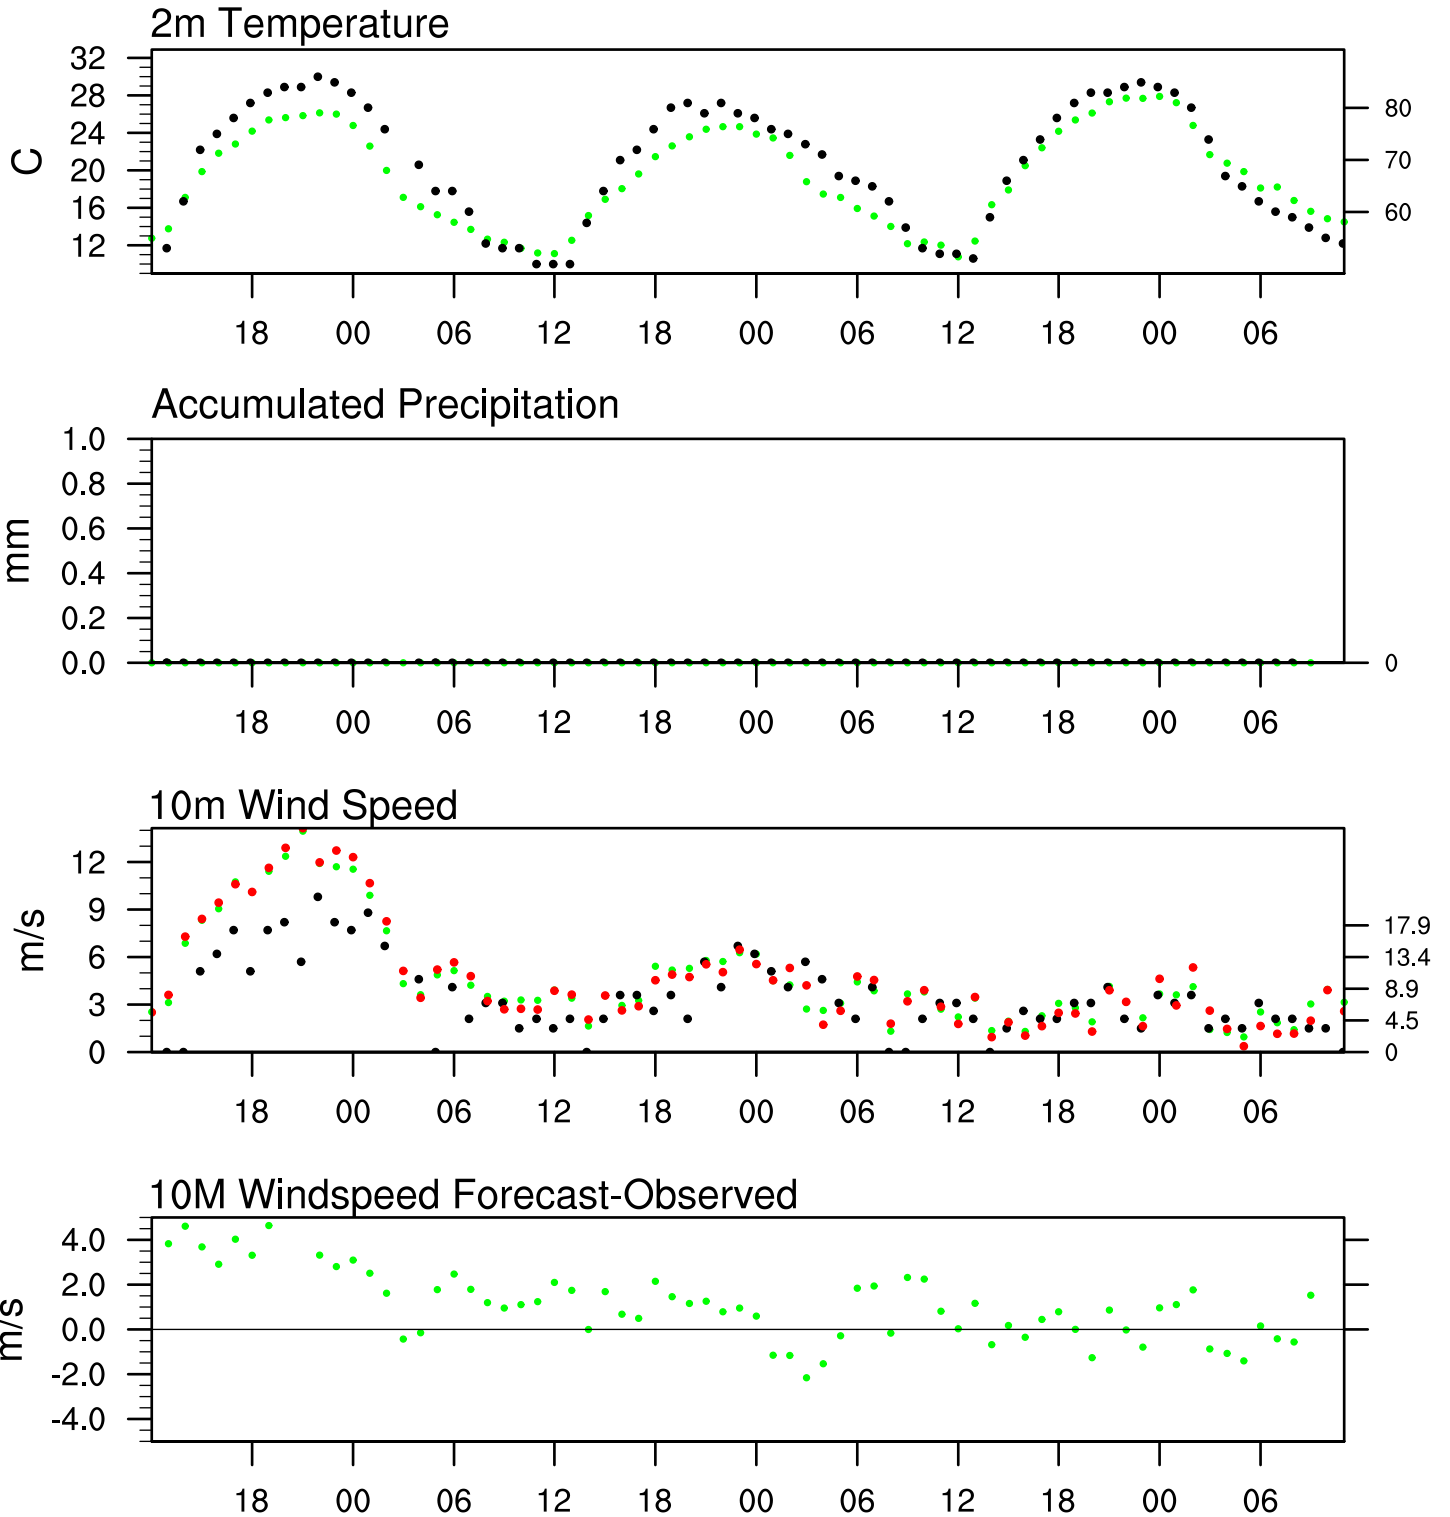 2m Temperature
32
28
24
20
16
12
C
80
70
60
18 00 06 12 18 00 06 12 18 00 06
Accumulated Precipitation
1.0
0.8
0.6
0.4
0.2
0.0
mm
0
18 00 06 12 18 00 06 12 18 00 06
10m Wind Speed
12
9
6
3
0
m/s
17.9
13.4
8.9
4.5
0
18 00 06 12 18 00 06 12 18 00 06
10M Windspeed Forecast-Observed
4.0
2.0
0.0
-2.0
-4.0
m/s
18 00 06 12 18 00 06 12 18 00 06